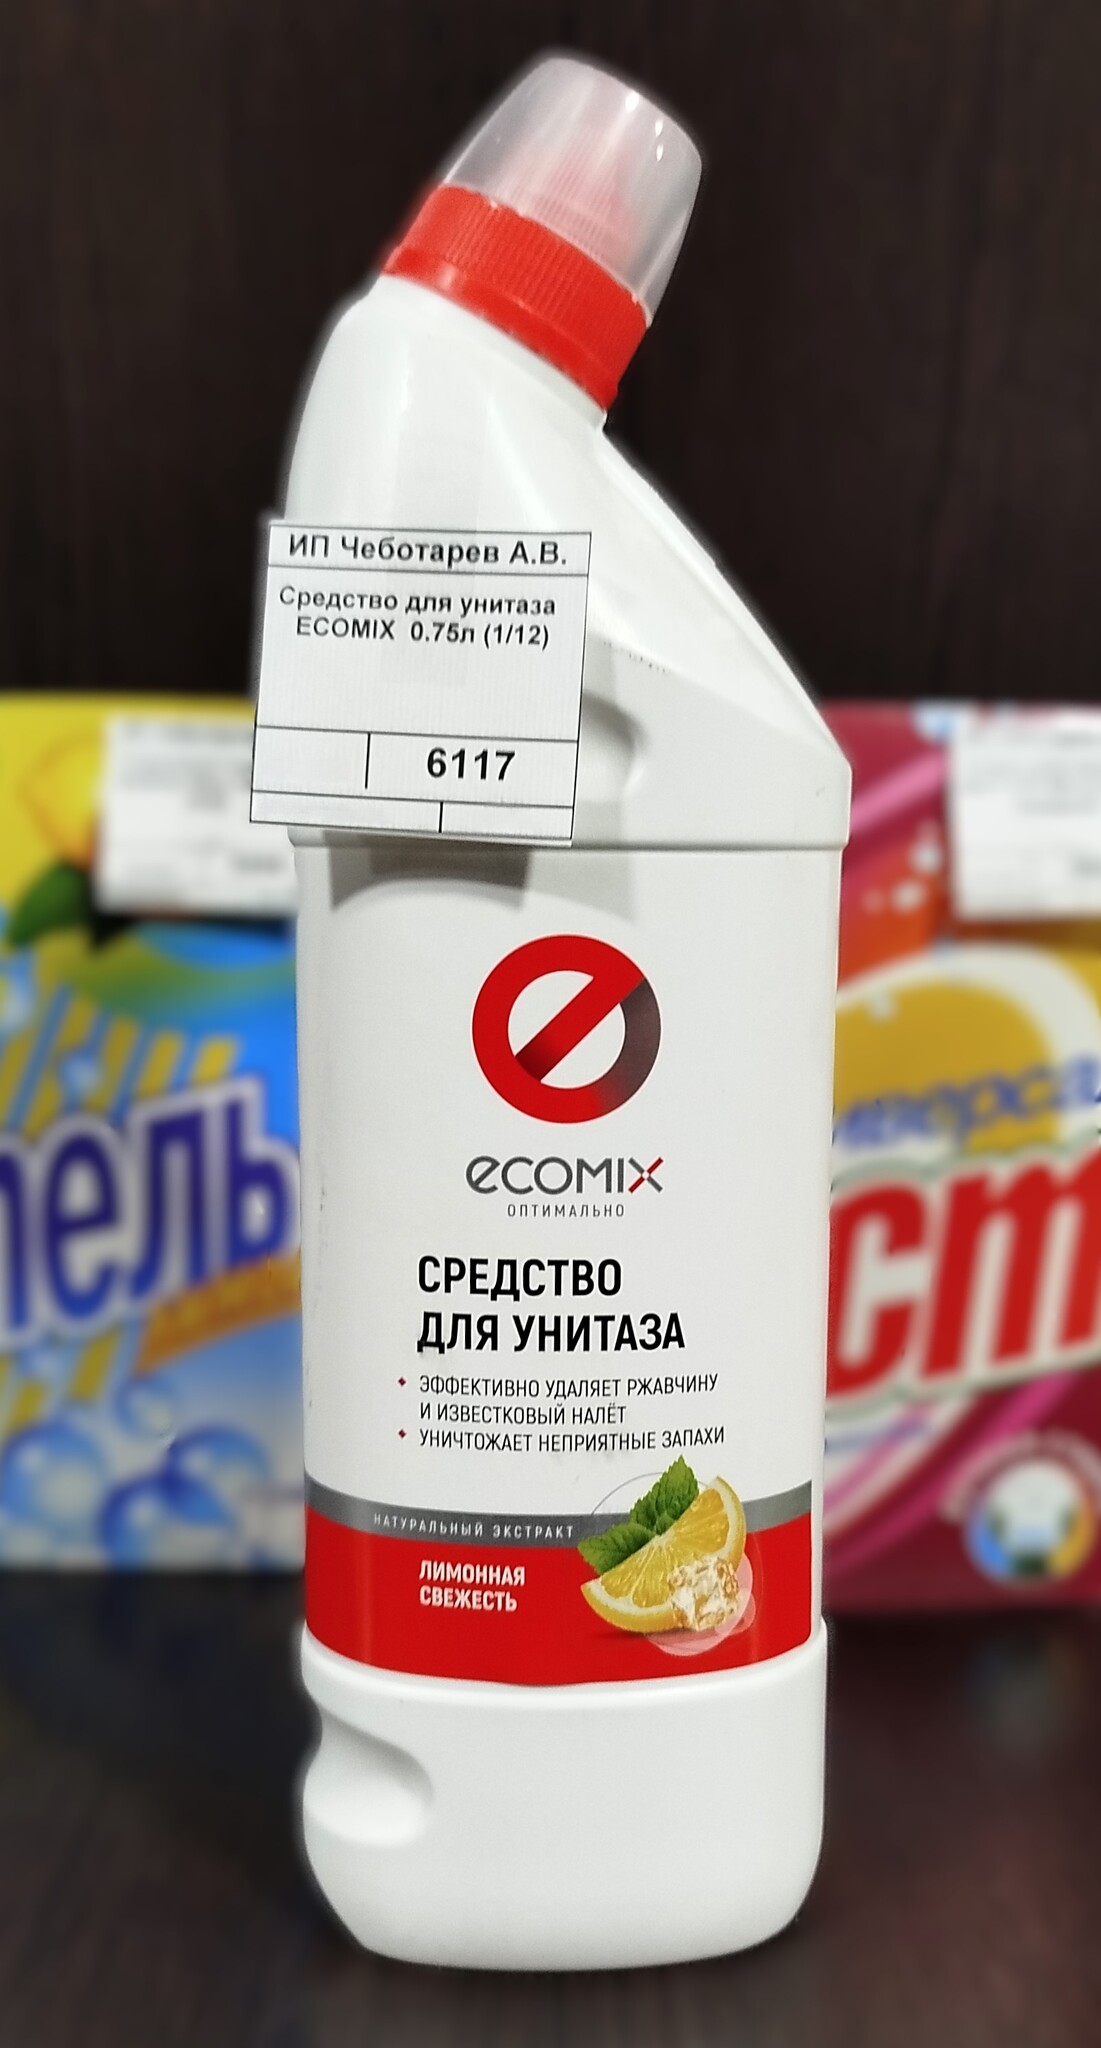 ИП Чеботарев А.В.
Средство для унитаза
ECOMIX 0.75л (1/12)
6117
ecomix
ОПТИМАЛЬНО
СРЕДСТВО
ДЛЯ УНИТАЗА
ЭФФЕКТИВНО УДАЛЯЕТ РЖАВЧИНУ
И ИЗВЕСТКОВЫЙ НАЛЁТ
УНИЧТОЖАЕТ НЕПРИЯТНЫЕ ЗАПАХИ
НАТУРАЛЬНЫЙ ЭКСТРАКТ
ЛИМОННАЯ
СВЕЖЕСТЬ